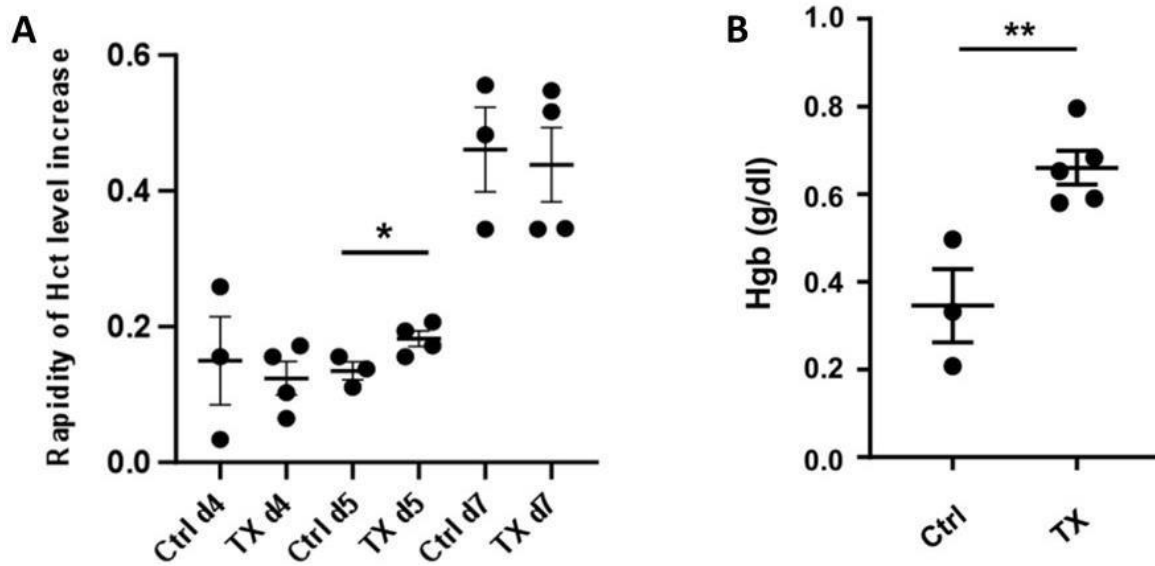 A
Rapidity of Hct level increase
0.6
0.4
0.2
0.0
*
Ctrl d4
TX d4
Ctrl d5
TX d5
Ctrl d7
TX d7
B
Hgb (g/dl)
1.0
0.8
0.6
0.4
0.2
0.0
**
Ctrl
TX